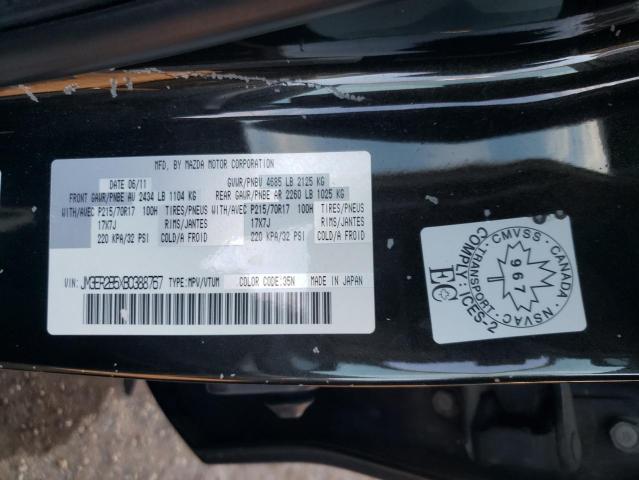 MFD. BY MAZDA MOTOR CORPORATION
DATE 06/11 GVWR/PNBV 4685 LB 2125 KG
FRONT GAWR/PNBE AV 2434 LB 1104 KG REAR GAWR/PNBE AR 2260 LB 1025 KG
WITH/AVEC P215/70R17 100H TIRES/PNEUS WITH/AVEC P215/70R17 100H TIRES/PNEUS
17X7J RIMS/JANTES 17X7J RIMS/JANTES
220 KPA/32 PSI COLD/A FROID 220 KPA/32 PSI COLD/A FROID
VIN: TYPE:MPV/VTUM COLOR CODE:35N MADE IN JAPAN
COMPLY: ICES-2
EC
TRANSPORT CMVSS CANADA NSVAC
967